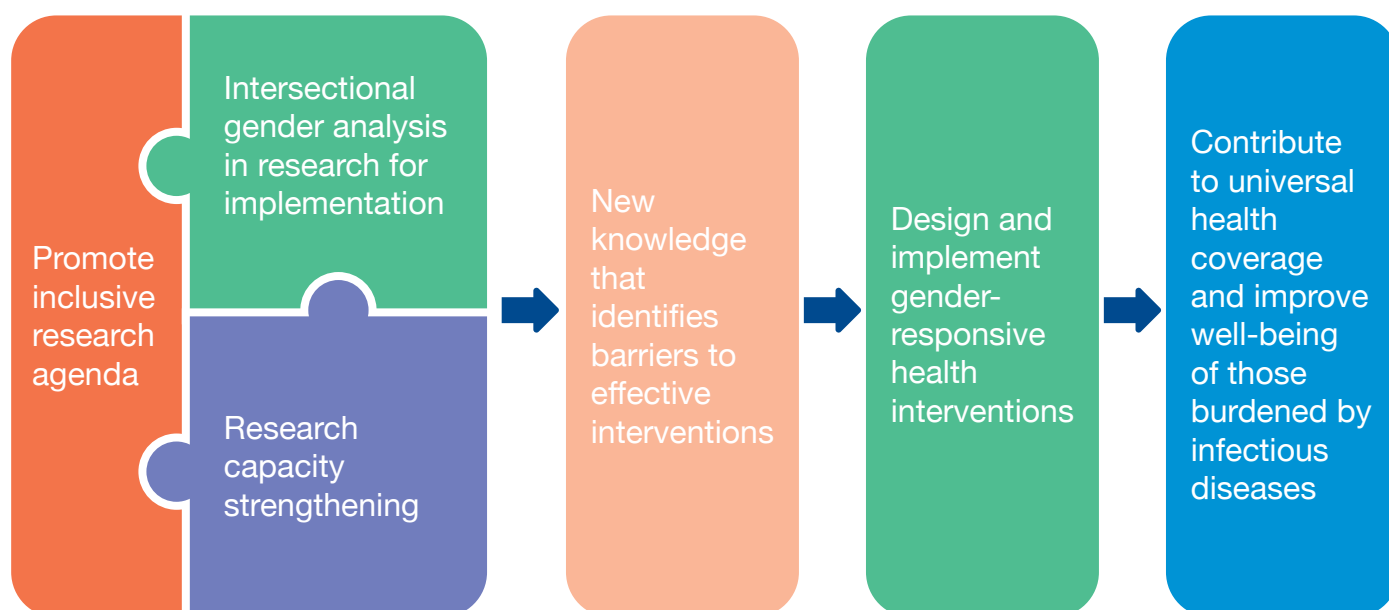 Promote
inclusive
research
agenda
Intersectional
gender analysis
in research for
implementation
Research
capacity
strengthening
New
knowledge
that
identifies
barriers to
effective
interventions
Design and
implement
gender-
responsive
health
interventions
Contribute
to universal
health
coverage
and improve
well-being
of those
burdened by
infectious
diseases